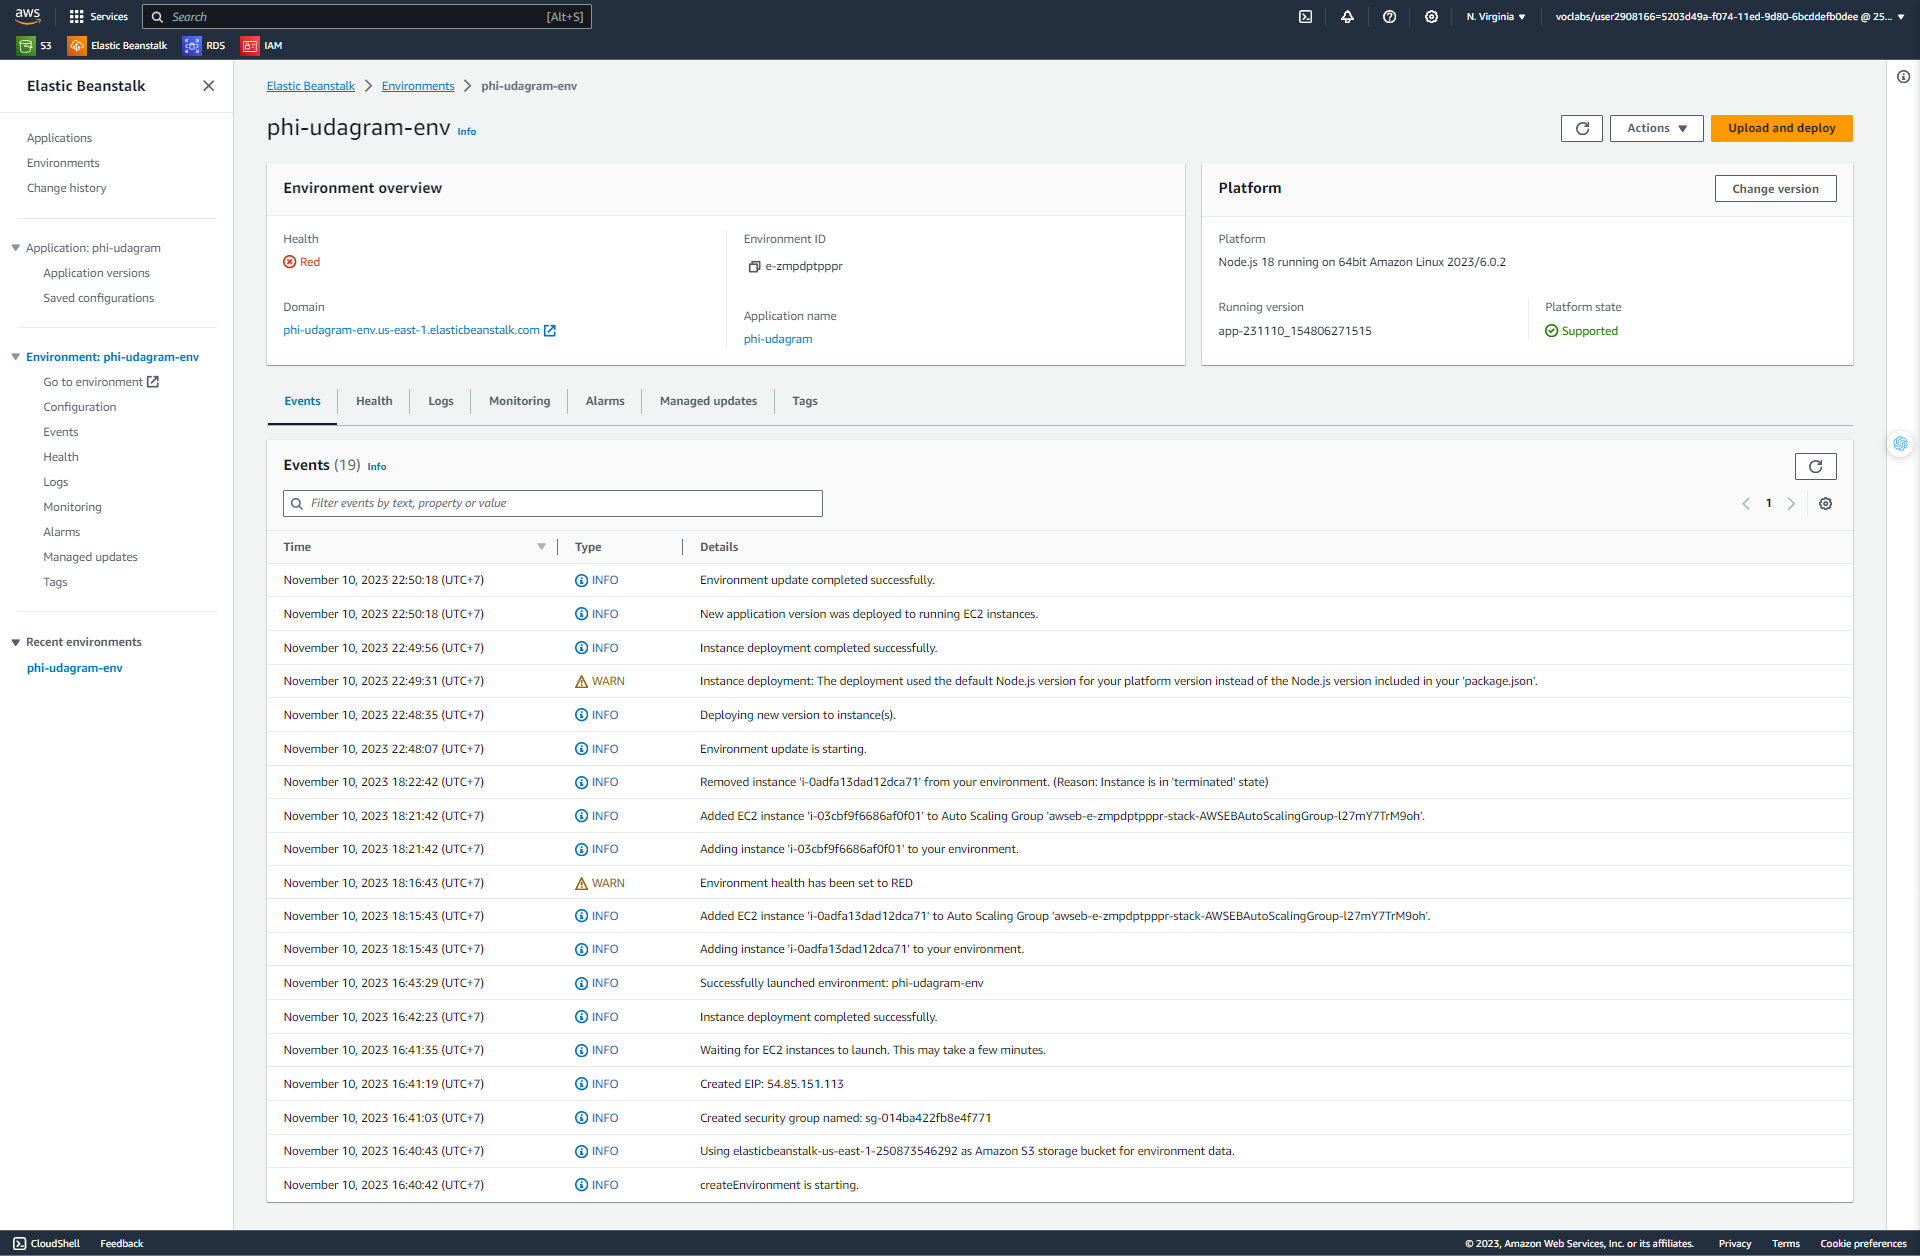 aws
Services
Search
[Alt+S]
N. Virginia
voclabs/user2908166=5203d49a-f074-11ed-9d80-6bcddefb0dee @ 25...
S3
Elastic Beanstalk
RDS
IAM
Elastic Beanstalk
Applications
Environments
Change history
Application: phi-udagram
Application versions
Saved configurations
Environment: phi-udagram-env
Go to environment
Configuration
Events
Health
Logs
Monitoring
Alarms
Managed updates
Tags
Recent environments
phi-udagram-env
Elastic Beanstalk > Environments > phi-udagram-env
phi-udagram-env Info
Actions
Upload and deploy
Environment overview
Health
Red
Domain
phi-udagram-env.us-east-1.elasticbeanstalk.com
Environment ID
e-zmpdptpppr
Application name
phi-udagram
Platform
Change version
Platform
Node.js 18 running on 64bit Amazon Linux 2023/6.0.2
Running version
app-231110_154806271515
Platform state
Supported
Events Health Logs Monitoring Alarms Managed updates Tags
Events (19) Info
Filter events by text, property or value
1
Time Type Details
November 10, 2023 22:50:18 (UTC+7) INFO Environment update completed successfully.
November 10, 2023 22:50:18 (UTC+7) INFO New application version was deployed to running EC2 instances.
November 10, 2023 22:49:56 (UTC+7) INFO Instance deployment completed successfully.
November 10, 2023 22:49:31 (UTC+7) WARN Instance deployment: The deployment used the default Node.js version for your platform version instead of the Node.js version included in your 'package.json'.
November 10, 2023 22:48:35 (UTC+7) INFO Deploying new version to instance(s).
November 10, 2023 22:48:07 (UTC+7) INFO Environment update is starting.
November 10, 2023 18:22:42 (UTC+7) INFO Removed instance 'i-0adfa13dad12dca71' from your environment. (Reason: Instance is in 'terminated' state)
November 10, 2023 18:21:42 (UTC+7) INFO Added EC2 instance 'i-03cbf9f6686af0f01' to Auto Scaling Group 'awseb-e-zmpdptpppr-stack-AWSEBAutoScalingGroup-l27mY7TrM9oh'.
November 10, 2023 18:21:42 (UTC+7) INFO Adding instance 'i-03cbf9f6686af0f01' to your environment.
November 10, 2023 18:16:43 (UTC+7) WARN Environment health has been set to RED
November 10, 2023 18:15:43 (UTC+7) INFO Added EC2 instance 'i-0adfa13dad12dca71' to Auto Scaling Group 'awseb-e-zmpdptpppr-stack-AWSEBAutoScalingGroup-l27mY7TrM9oh'.
November 10, 2023 18:15:43 (UTC+7) INFO Adding instance 'i-0adfa13dad12dca71' to your environment.
November 10, 2023 16:43:29 (UTC+7) INFO Successfully launched environment: phi-udagram-env
November 10, 2023 16:42:23 (UTC+7) INFO Instance deployment completed successfully.
November 10, 2023 16:41:35 (UTC+7) INFO Waiting for EC2 instances to launch. This may take a few minutes.
November 10, 2023 16:41:19 (UTC+7) INFO Created EIP: 54.85.151.113
November 10, 2023 16:41:03 (UTC+7) INFO Created security group named: sg-014ba422fb8e4f771
November 10, 2023 16:40:43 (UTC+7) INFO Using elasticbeanstalk-us-east-1-250873546292 as Amazon S3 storage bucket for environment data.
November 10, 2023 16:40:42 (UTC+7) INFO createEnvironment is starting.
CloudShell
Feedback
© 2023, Amazon Web Services, Inc. or its affiliates.
Privacy
Terms
Cookie preferences